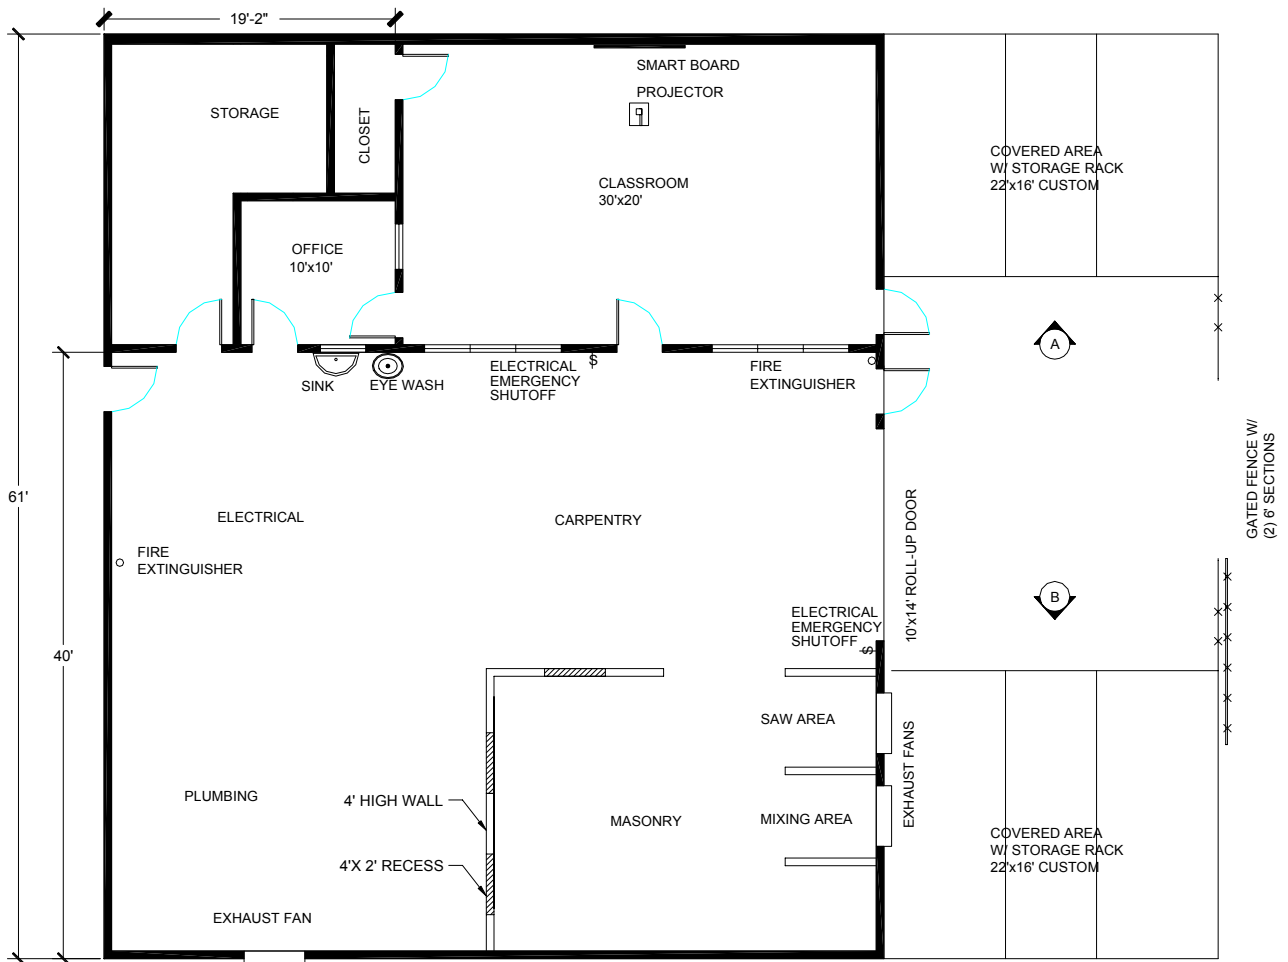 19'-2"
SMART BOARD
PROJECTOR
STORAGE
CLOSET
CLASSROOM
30'x20'
COVERED AREA
W/ STORAGE RACK
22'x16' CUSTOM
OFFICE
10'x10'
A
SINK
EYE WASH
ELECTRICAL
EMERGENCY
SHUTOFF
$
FIRE
EXTINGUISHER
GATED FENCE W/
(2) 6' SECTIONS
61'
ELECTRICAL
CARPENTRY
10'x14' ROLL-UP DOOR
FIRE
EXTINGUISHER
B
ELECTRICAL
EMERGENCY
SHUTOFF
$
40'
SAW AREA
EXHAUST FANS
PLUMBING
4' HIGH WALL
MASONRY
MIXING AREA
COVERED AREA
W/ STORAGE RACK
22'x16' CUSTOM
4'X 2' RECESS
EXHAUST FAN